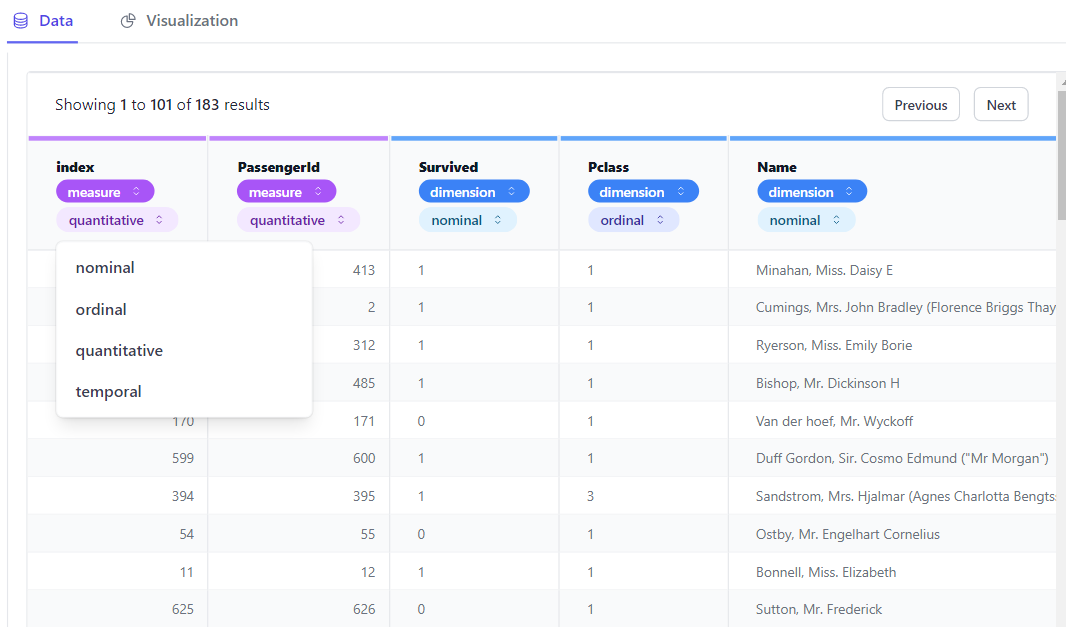 Data Visualization
Showing 1 to 101 of 183 results Previous Next
index PassengerId Survived Pclass Name
measure measure dimension dimension dimension
quantitative quantitative nominal ordinal nominal
nominal
ordinal
quantitative
temporal
413 1 1 Minahan, Miss. Daisy E
2 1 1 Cumings, Mrs. John Bradley (Florence Briggs Thay
312 1 1 Ryerson, Miss. Emily Borie
485 1 1 Bishop, Mr. Dickinson H
170 171 0 1 Van der hoef, Mr. Wyckoff
599 600 1 1 Duff Gordon, Sir. Cosmo Edmund ("Mr Morgan")
394 395 1 3 Sandstrom, Mrs. Hjalmar (Agnes Charlotta Bengts
54 55 0 1 Ostby, Mr. Engelhart Cornelius
11 12 1 1 Bonnell, Miss. Elizabeth
625 626 0 1 Sutton, Mr. Frederick